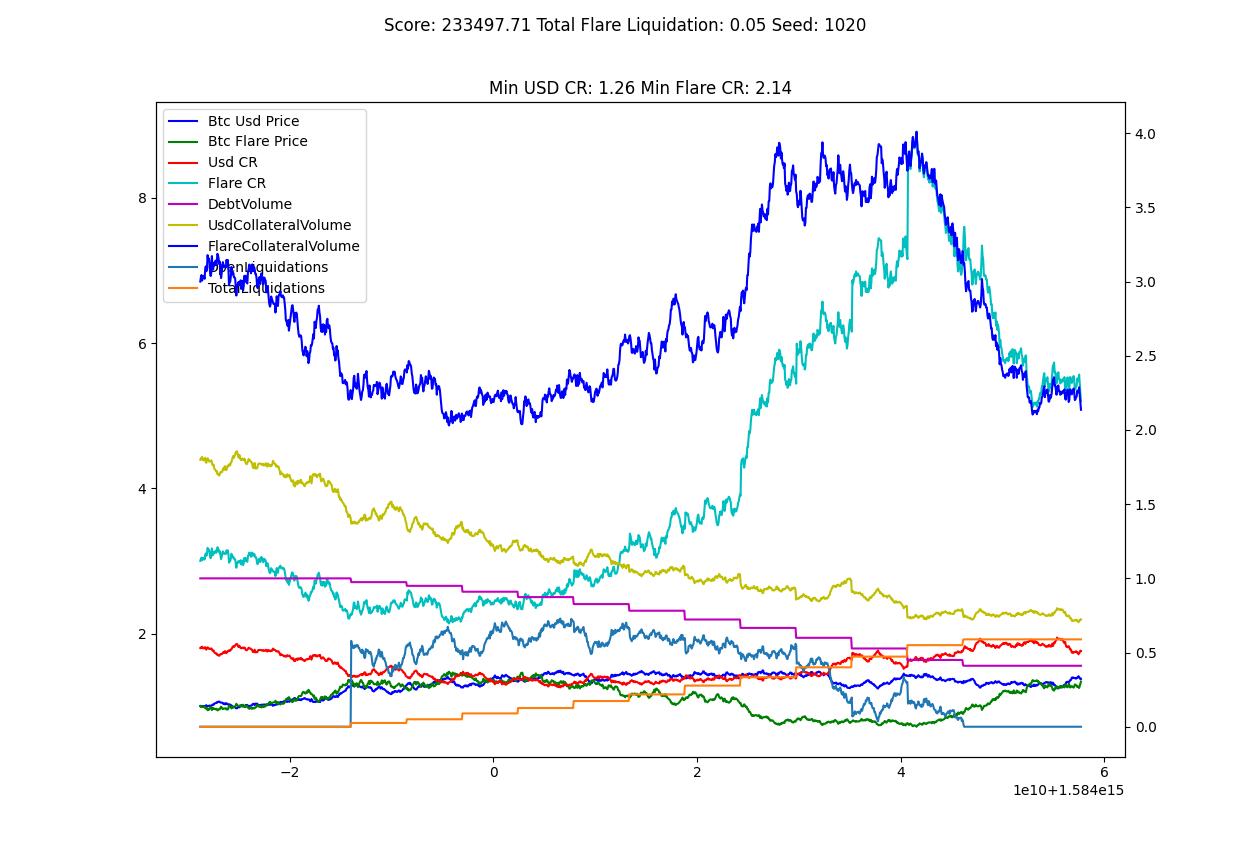 Score: 233497.71 Total Flare Liquidation: 0.05 Seed: 1020
Min USD CR: 1.26 Min Flare CR: 2.14
Btc Usd Price
Btc Flare Price
Usd CR
Flare CR
DebtVolume
UsdCollateralVolume
FlareCollateralVolume
OpenLiquidations
TotalLiquidations
8
6
4
2
4.0
3.5
3.0
2.5
2.0
1.5
1.0
0.5
0.0
−2
0
2
4
6
1e10+1.584e15